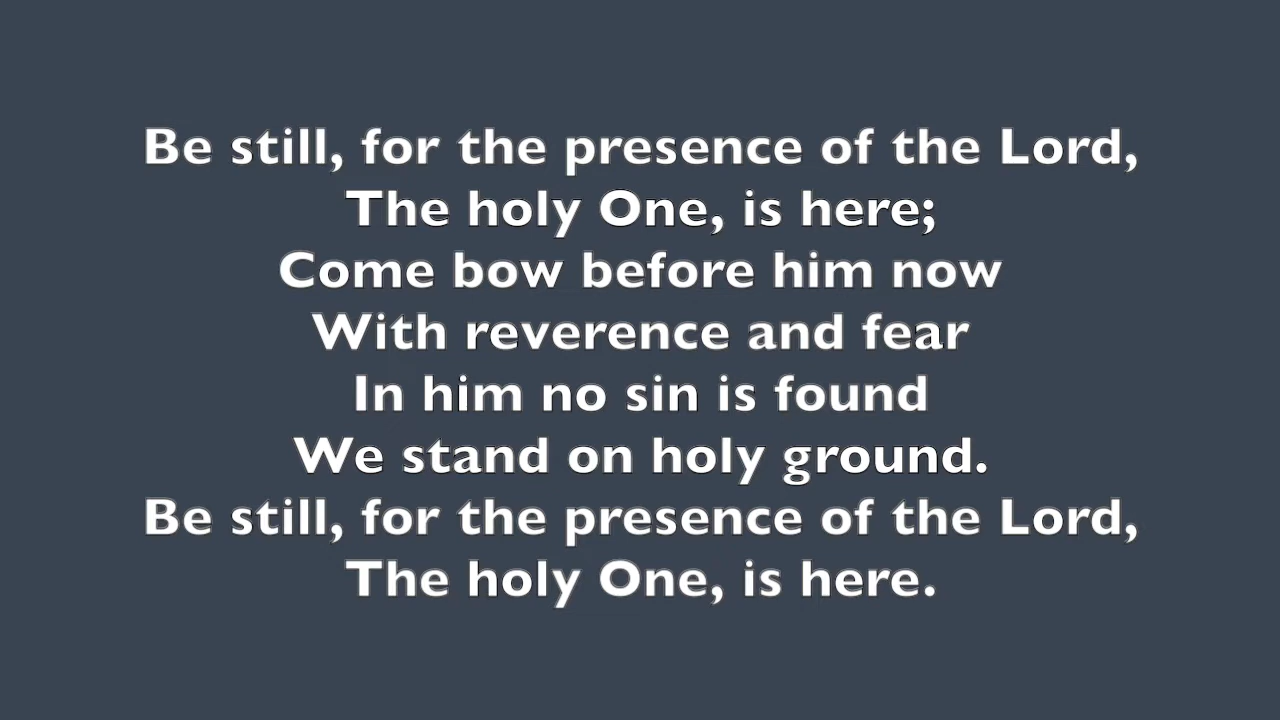 Be still, for the presence of the Lord,
The holy One, is here;
Come bow before him now
With reverence and fear
In him no sin is found
We stand on holy ground.
Be still, for the presence of the Lord,
The holy One, is here.